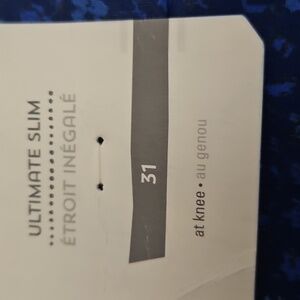 ULTIMATE SLIM
ÉTROIT INÉGALÉ
31
at knee • au genou